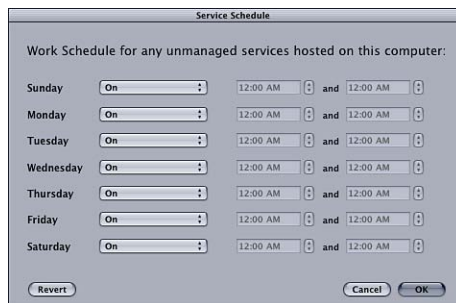 Service Schedule
Work Schedule for any unmanaged services hosted on this computer:
Sunday On 12:00 AM and 12:00 AM
Monday On 12:00 AM and 12:00 AM
Tuesday On 12:00 AM and 12:00 AM
Wednesday On 12:00 AM and 12:00 AM
Thursday On 12:00 AM and 12:00 AM
Friday On 12:00 AM and 12:00 AM
Saturday On 12:00 AM and 12:00 AM
Revert Cancel OK